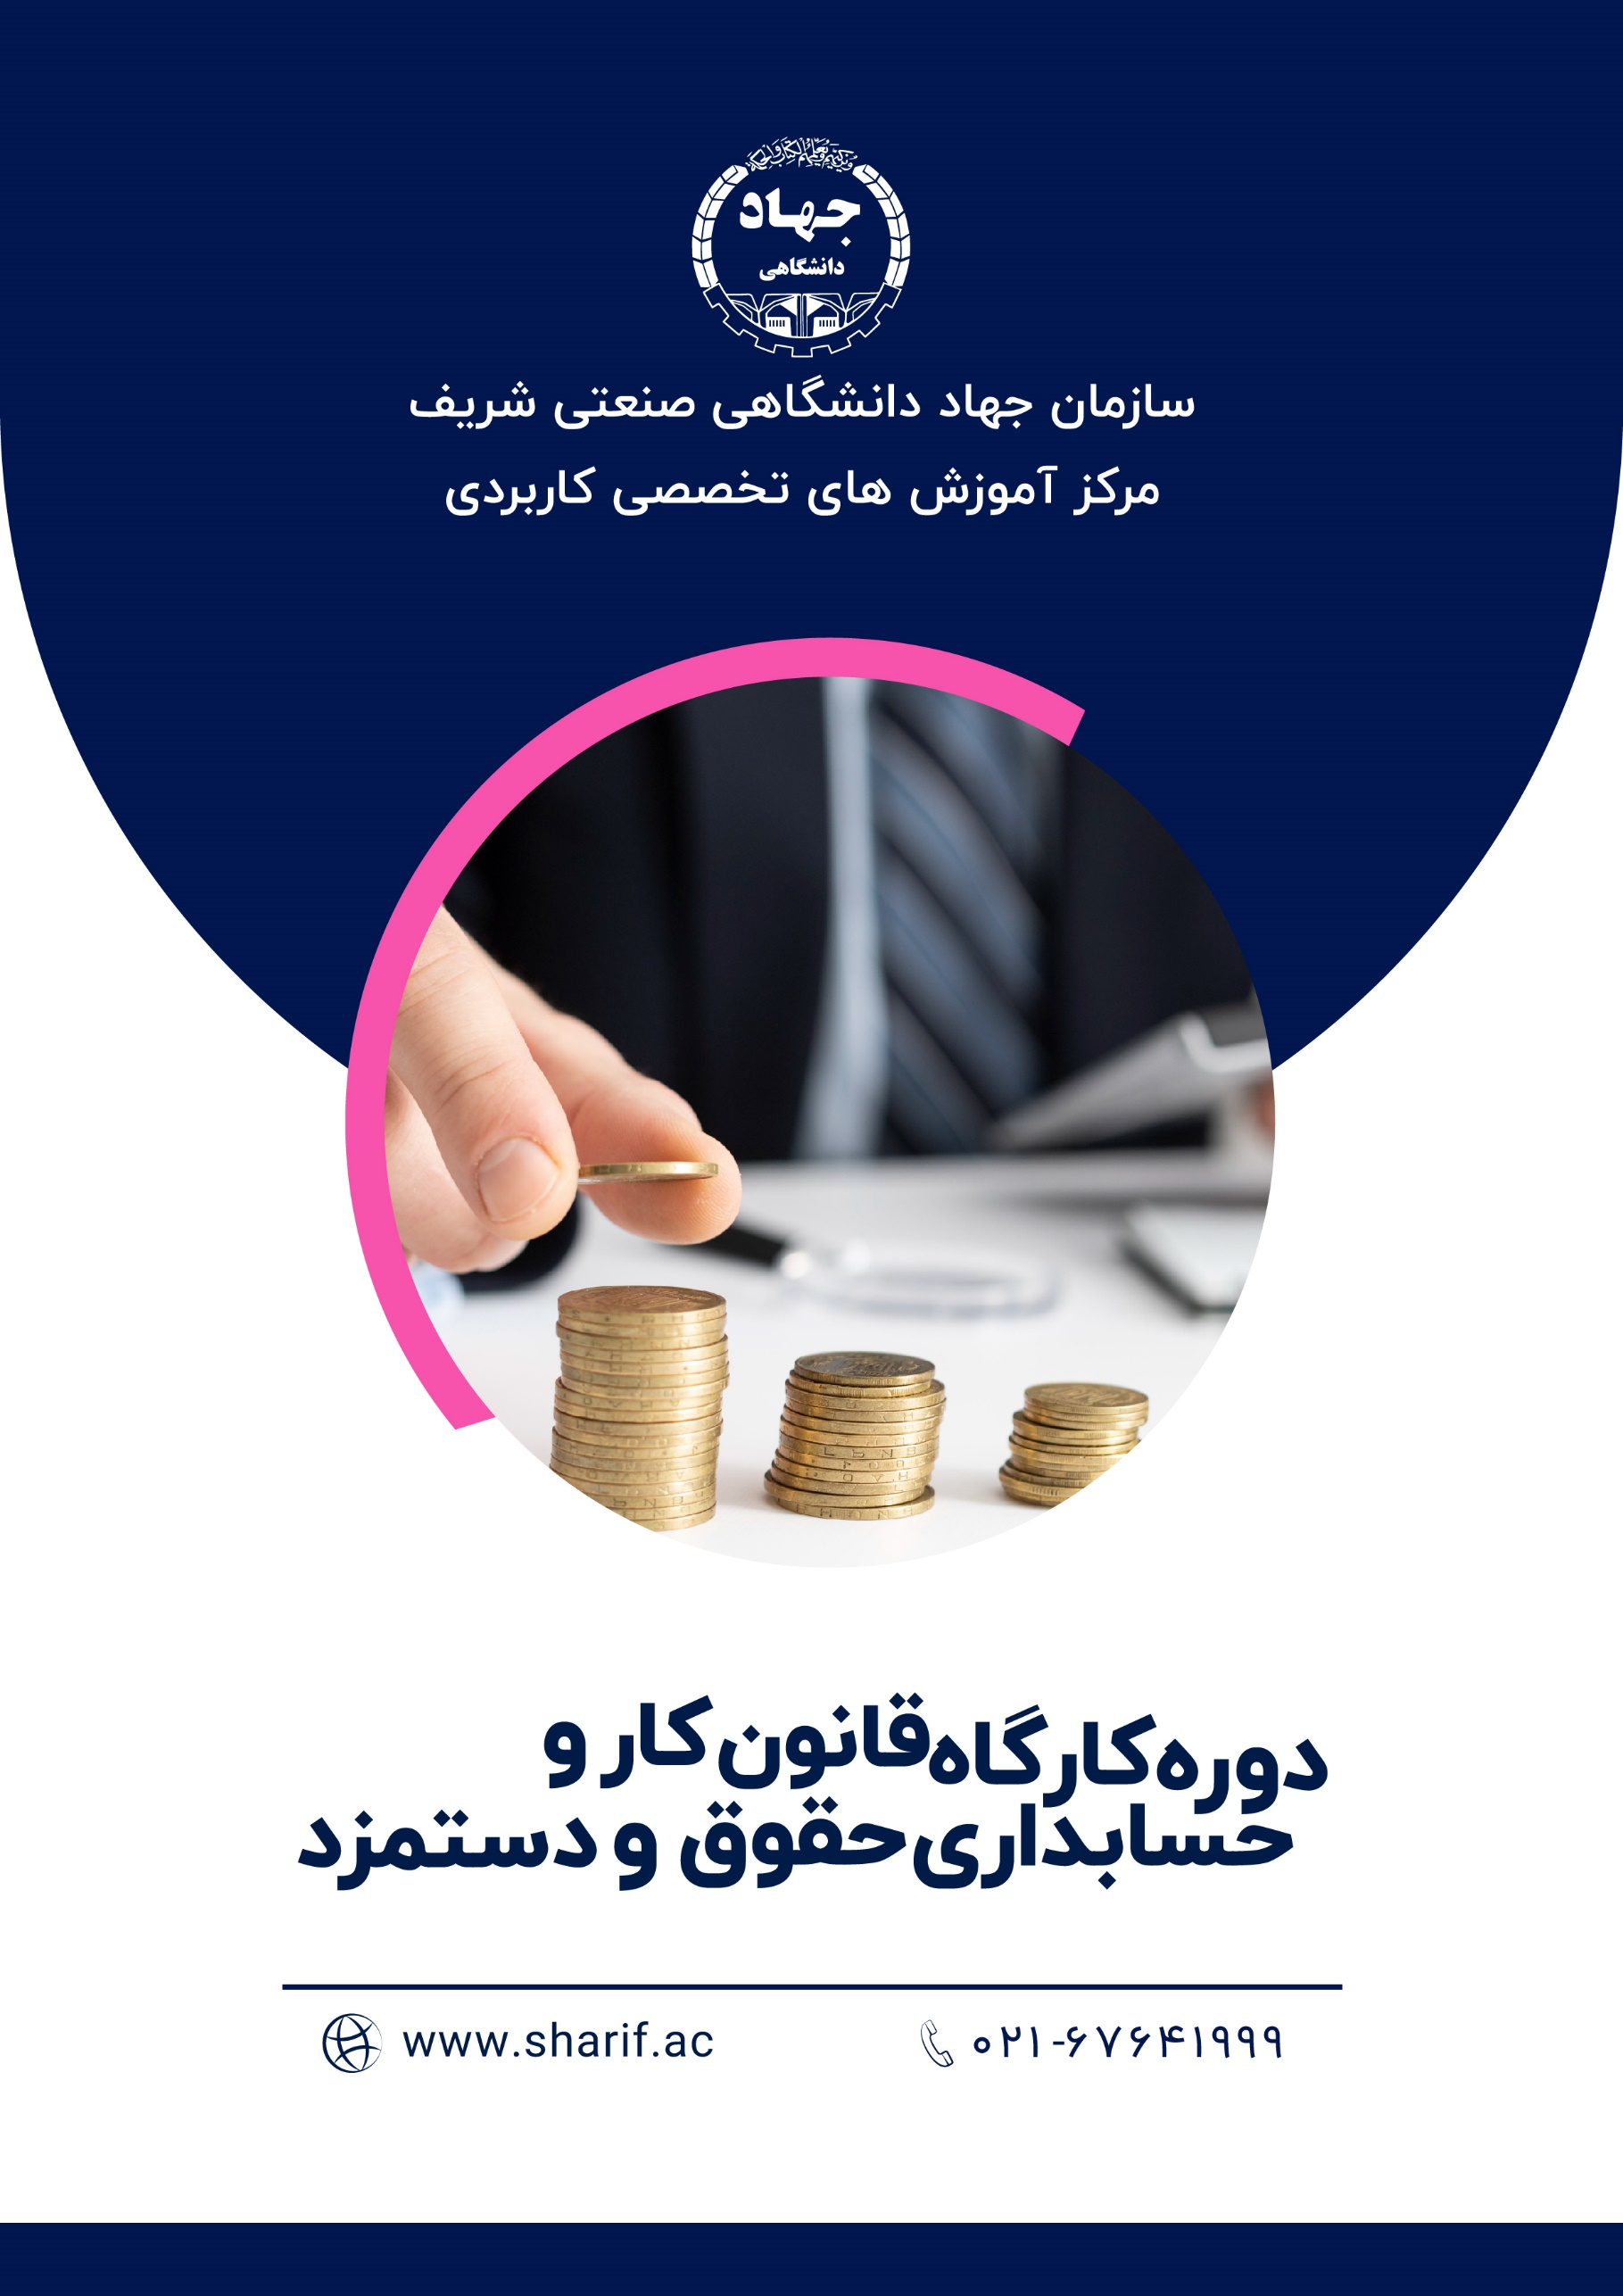 جهاد
دانشگاهی
سازمان جهاد دانشگاهی صنعتی شریف
مرکز آموزش های تخصصی کاربردی
دوره کارگاه قانون کار و
حسابداری حقوق و دستمزد
www.sharif.ac
۰۲۱-۶۷۶۴۱۹۹۹